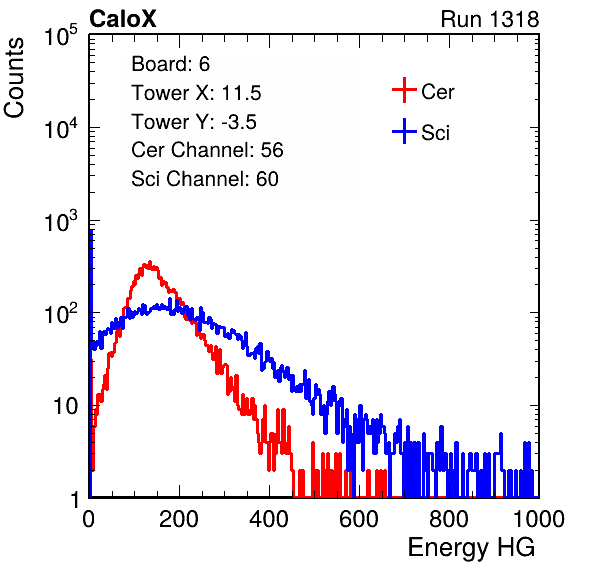 CaloX Run 1318
Counts
Board: 6
Tower X: 11.5
Tower Y: -3.5
Cer Channel: 56
Sci Channel: 60
Cer
Sci
10^5
10^4
10^3
10^2
10
1
0 200 400 600 800 1000
Energy HG